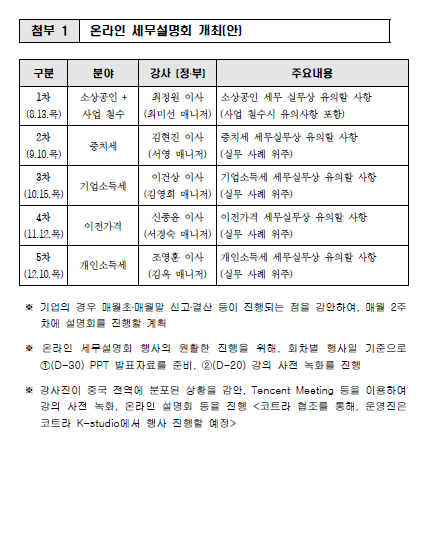 첨부 1 온라인 세무설명회 개최(안)
구분 분야 강사 [정·부] 주요내용
1차 소상공인 + 최정원 이사 소상공인 세무 실무상 유의할 사항
(8.13.목) 사업 철수 (최미선 매니저) (사업 철수시 유의사항 포함)
2차 중치세 김현진 이사 중치세 세무실무상 유의할 사항
(9.10.목) (서영 매니저) (실무 사례 위주)
3차 기업소득세 이건상 이사 기업소득세 세무실무상 유의할 사항
(10.15.목) (김영희 매니저) (실무 사례 위주)
4차 이전가격 신종윤 이사 이전가격 세무실무상 유의할 사항
(11.12.목) (서경숙 매니저) (실무 사례 위주)
5차 개인소득세 조영훈 이사 개인소득세 세무실무상 유의할 사항
(12.10.목) (김옥 매니저) (실무 사례 위주)
※ 기업의 경우 매월초·매월말 신고·결산 등이 진행되는 점을 감안하여, 매월 2주
차에 설명회를 진행할 계획
※ 온라인 세무설명회 행사의 원활한 진행을 위해, 회차별 행사일 기준으로
①(D-30) PPT 발표자료를 준비, ②(D-20) 강의 사전 녹화를 진행
※ 강사진이 중국 전역에 분포된 상황을 감안, Tencent Meeting 등을 이용하여
강의 사전 녹화, 온라인 설명회 등을 진행 <코트라 협조를 통해, 운영진은
코트라 K-studio에서 행사 진행할 예정>